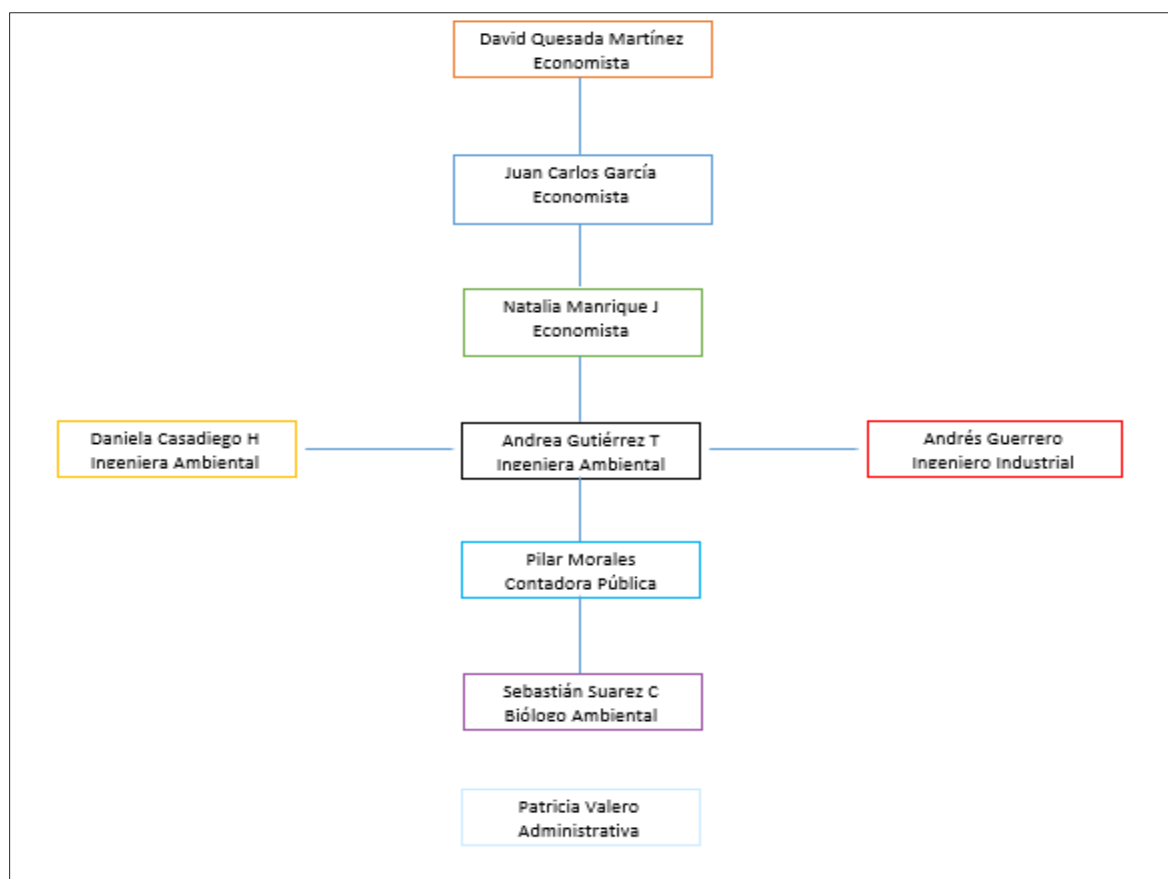 David Quesada Martínez
Economista
Juan Carlos García
Economista
Natalia Manrique J
Economista
Daniela Casadiego H
Ingeniera Ambiental
Andrea Gutiérrez T
Ingeniera Ambiental
Andrés Guerrero
Ingeniero Industrial
Pilar Morales
Contadora Pública
Sebastián Suarez C
Biólogo Ambiental
Patricia Valero
Administrativa